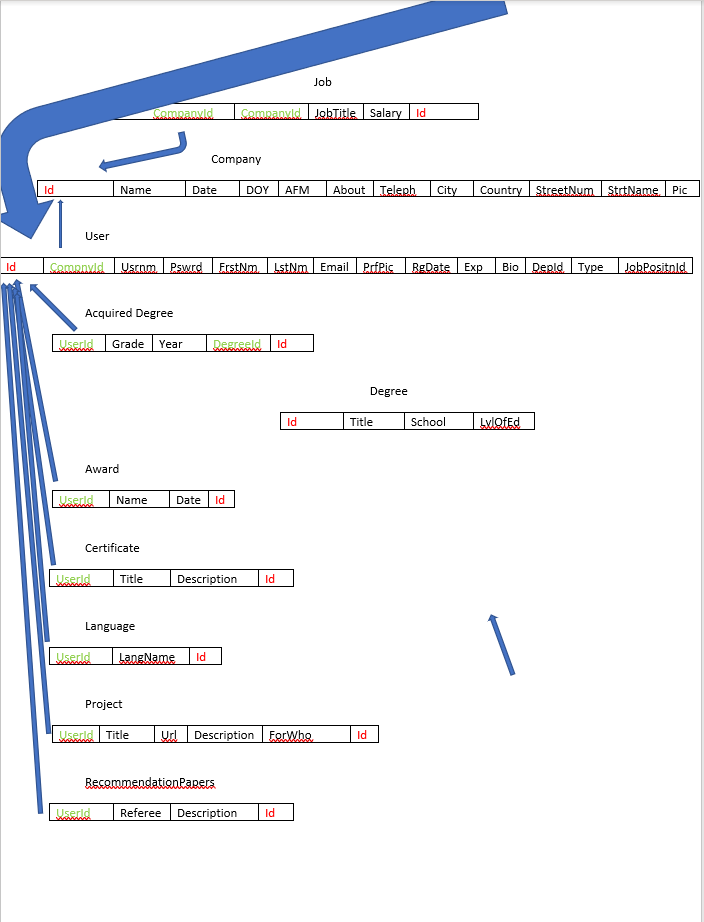 Job
CompanyId CompanyId JobTitle Salary Id
Company
Id Name Date DOY AFM About Teleph City Country StreetNum StrtName Pic
User
Id CompnyId Usrnm Pswrd FrstNm LstNm Email PrfPic RgDate Exp Bio DepId Type JobPositnId
Acquired Degree
UserId Grade Year DegreeId Id
Degree
Id Title School LvlOfEd
Award
UserId Name Date Id
Certificate
UserId Title Description Id
Language
UserId LangName Id
Project
UserId Title Url Description ForWho Id
RecommendationPapers
UserId Referee Description Id